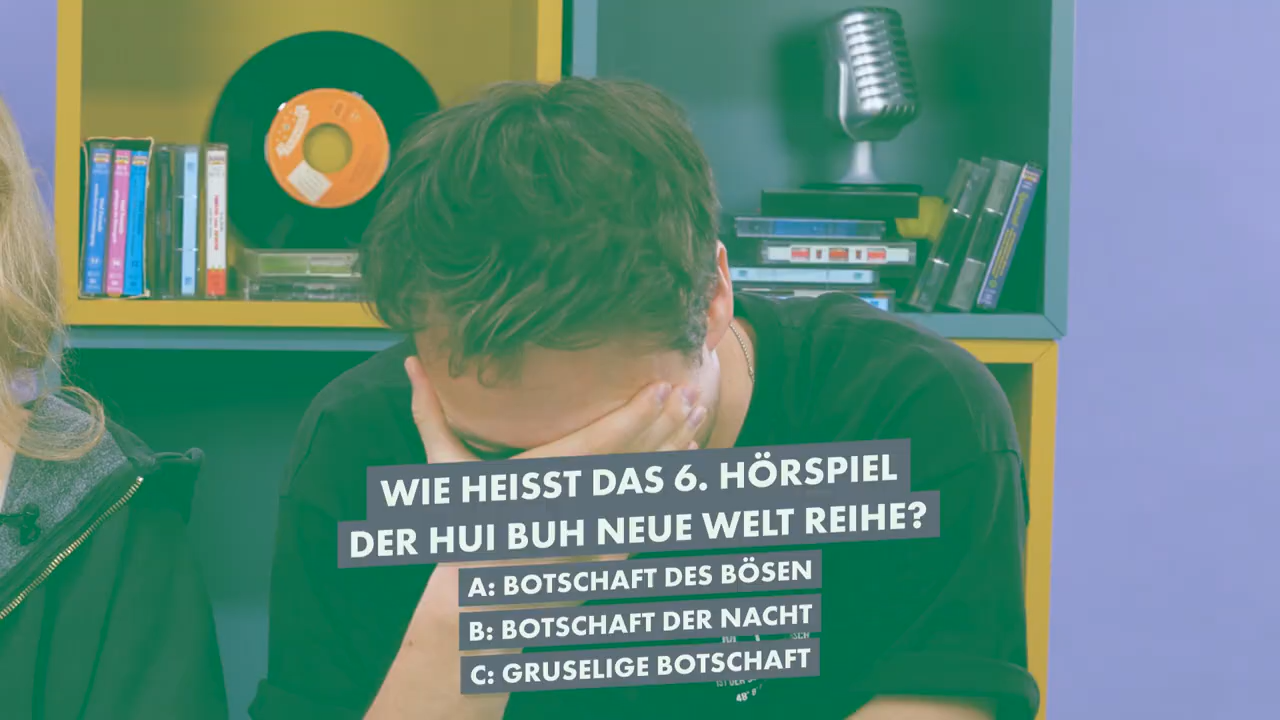 WIE HEISST DAS 6. HÖRSPIEL
DER HUI BUH NEUE WELT REIHE?
A: BOTSCHAFT DES BÖSEN
B: BOTSCHAFT DER NACHT
C: GRUSELIGE BOTSCHAFT